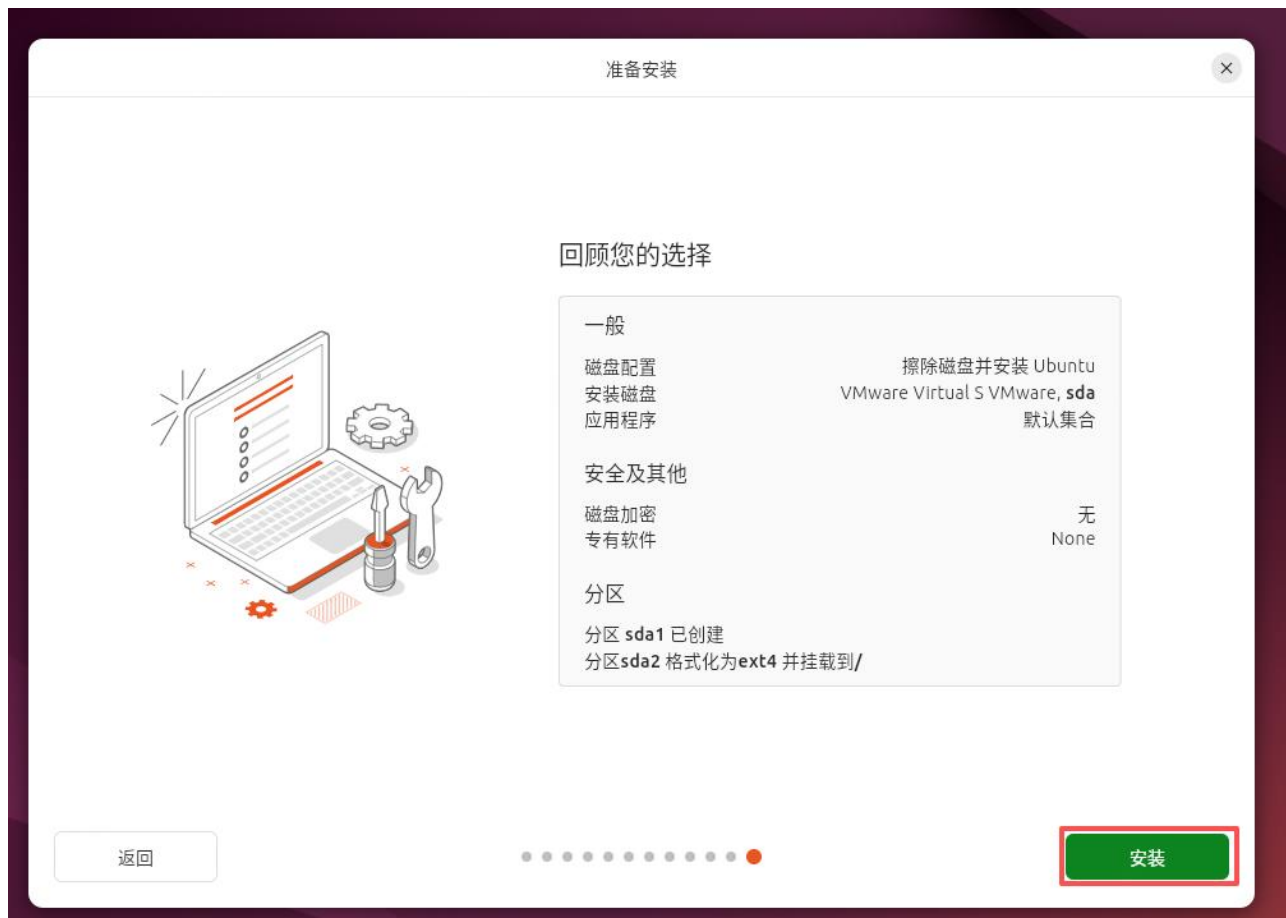 准备安装
回顾您的选择
一般
磁盘配置 擦除磁盘并安装 Ubuntu
安装磁盘 VMware Virtual S VMware, sda
应用程序 默认集合
安全及其他
磁盘加密 无
专有软件 None
分区
分区 sda1 已创建
分区sda2 格式化为ext4 并挂载到/
返回 安装